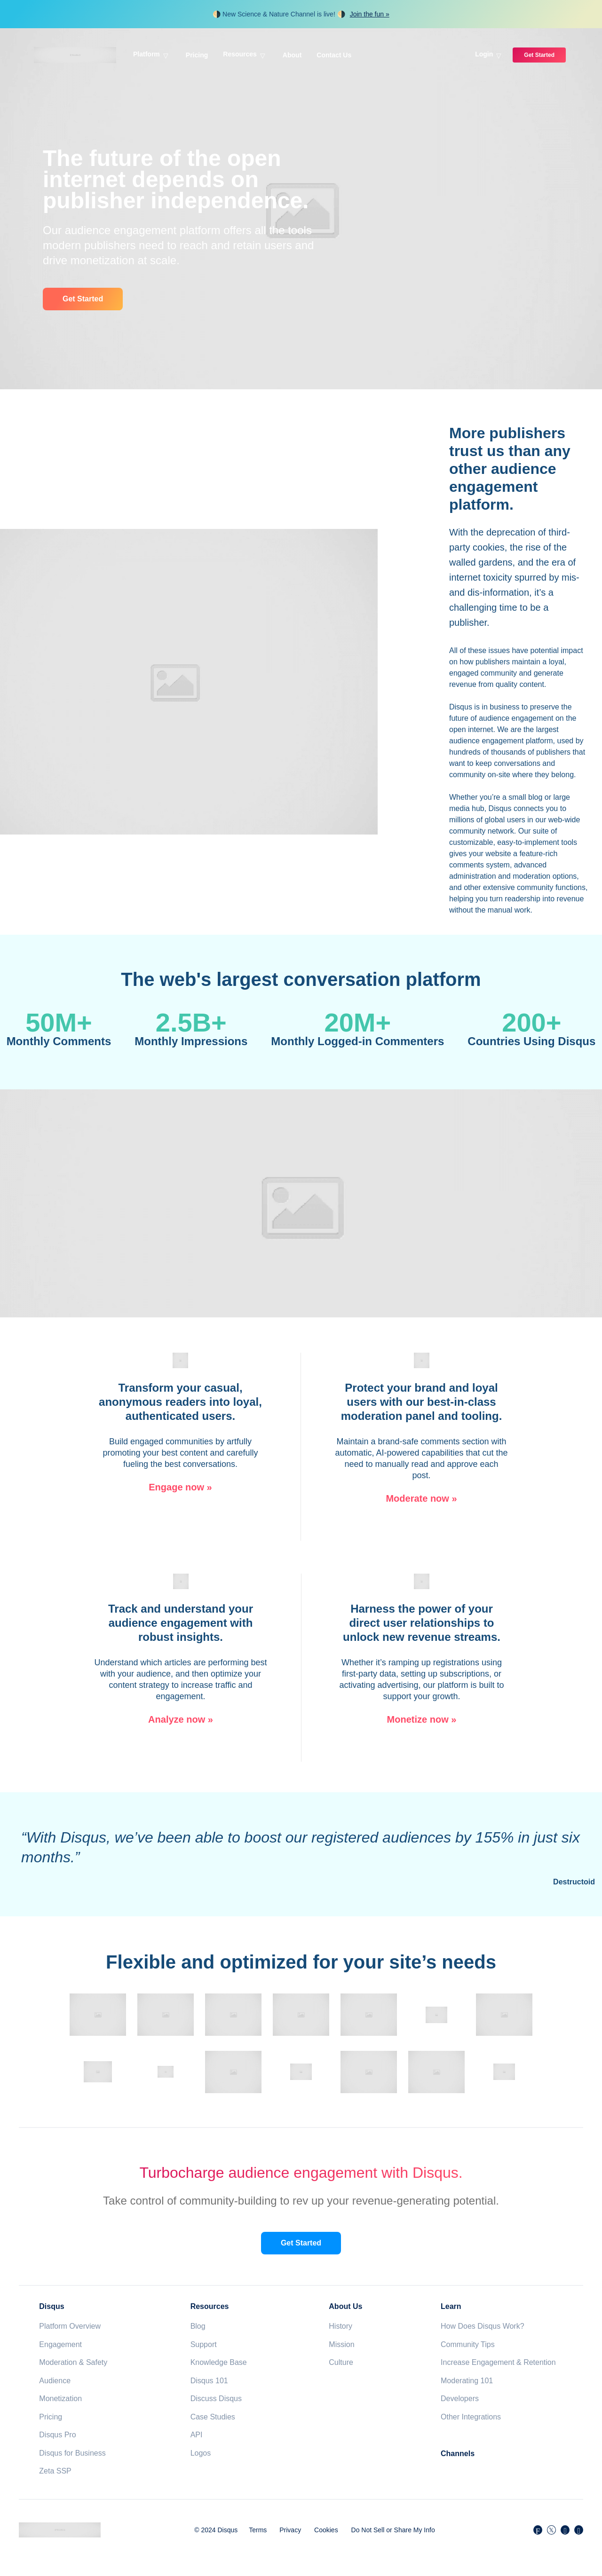 New Science & Nature Channel is live! Join the fun »
Platform
Pricing
Resources
About
Contact Us
Login
Get Started
The future of the open
internet depends on
publisher independence.
Our audience engagement platform offers all the tools
modern publishers need to reach and retain users and
drive monetization at scale.
Get Started
More publishers
trust us than any
other audience
engagement
platform.
With the deprecation of third-
party cookies, the rise of the
walled gardens, and the era of
internet toxicity spurred by mis-
and dis-information, it’s a
challenging time to be a
publisher.
All of these issues have potential impact
on how publishers maintain a loyal,
engaged community and generate
revenue from quality content.
Disqus is in business to preserve the
future of audience engagement on the
open internet. We are the largest
audience engagement platform, used by
hundreds of thousands of publishers that
want to keep conversations and
community on-site where they belong.
Whether you’re a small blog or large
media hub, Disqus connects you to
millions of global users in our web-wide
community network. Our suite of
customizable, easy-to-implement tools
gives your website a feature-rich
comments system, advanced
administration and moderation options,
and other extensive community functions,
helping you turn readership into revenue
without the manual work.
The web's largest conversation platform
50M+
Monthly Comments
2.5B+
Monthly Impressions
20M+
Monthly Logged-in Commenters
200+
Countries Using Disqus
Transform your casual,
anonymous readers into loyal,
authenticated users.
Build engaged communities by artfully
promoting your best content and carefully
fueling the best conversations.
Engage now »
Protect your brand and loyal
users with our best-in-class
moderation panel and tooling.
Maintain a brand-safe comments section with
automatic, AI-powered capabilities that cut the
need to manually read and approve each
post.
Moderate now »
Track and understand your
audience engagement with
robust insights.
Understand which articles are performing best
with your audience, and then optimize your
content strategy to increase traffic and
engagement.
Analyze now »
Harness the power of your
direct user relationships to
unlock new revenue streams.
Whether it’s ramping up registrations using
first-party data, setting up subscriptions, or
activating advertising, our platform is built to
support your growth.
Monetize now »
“With Disqus, we’ve been able to boost our registered audiences by 155% in just six
months.”
Destructoid
Flexible and optimized for your site’s needs
Turbocharge audience engagement with Disqus.
Take control of community-building to rev up your revenue-generating potential.
Get Started
Disqus
Platform Overview
Engagement
Moderation & Safety
Audience
Monetization
Pricing
Disqus Pro
Disqus for Business
Zeta SSP
Resources
Blog
Support
Knowledge Base
Disqus 101
Discuss Disqus
Case Studies
API
Logos
About Us
History
Mission
Culture
Learn
How Does Disqus Work?
Community Tips
Increase Engagement & Retention
Moderating 101
Developers
Other Integrations
Channels
© 2024 Disqus
Terms
Privacy
Cookies
Do Not Sell or Share My Info